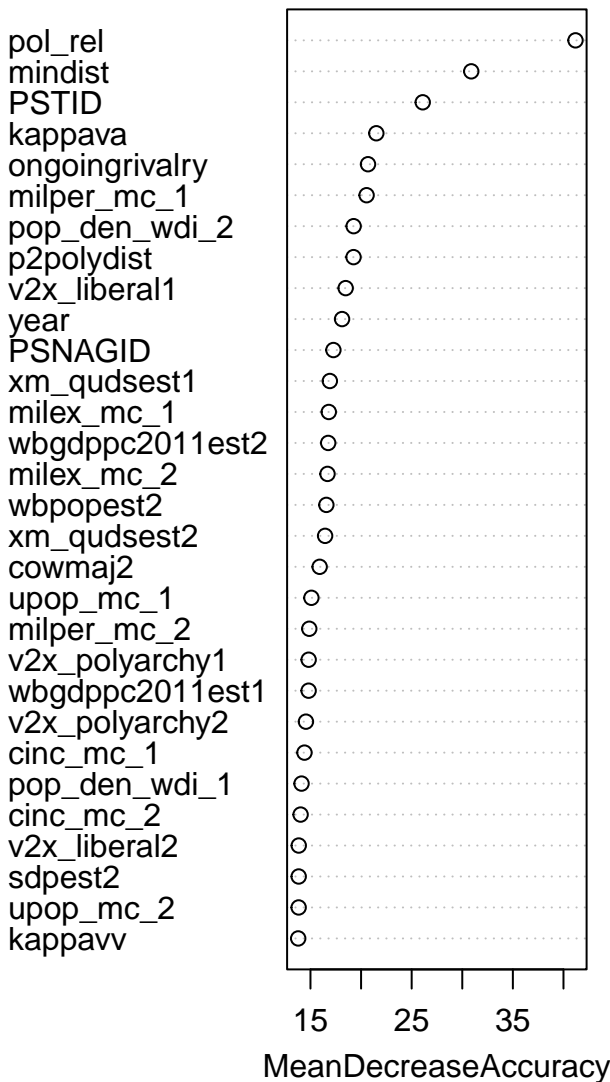 pol_rel
mindist
PSTID
kappava
ongoingrivalry
milper_mc_1
pop_den_wdi_2
p2polydist
v2x_liberal1
year
PSNAGID
xm_qudsest1
milex_mc_1
wbgdppc2011est2
milex_mc_2
wbpopest2
xm_qudsest2
cowmaj2
upop_mc_1
milper_mc_2
v2x_polyarchy1
wbgdppc2011est1
v2x_polyarchy2
cinc_mc_1
pop_den_wdi_1
cinc_mc_2
v2x_liberal2
sdpest2
upop_mc_2
kappavv
15 25 35
MeanDecreaseAccuracy